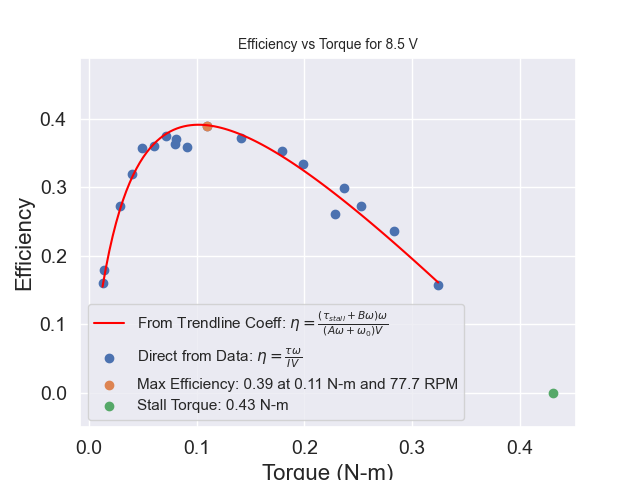 Efficiency vs Torque for 8.5 V
Efficiency
0.4
0.3
0.2
0.1
0.0
From Trendline Coeff: η = (τ_stall + Bω)ω / (Aω + ω₀)V
Direct from Data: η = τω / IV
Max Efficiency: 0.39 at 0.11 N-m and 77.7 RPM
Stall Torque: 0.43 N-m
0.0 0.1 0.2 0.3 0.4
Torque (N-m)